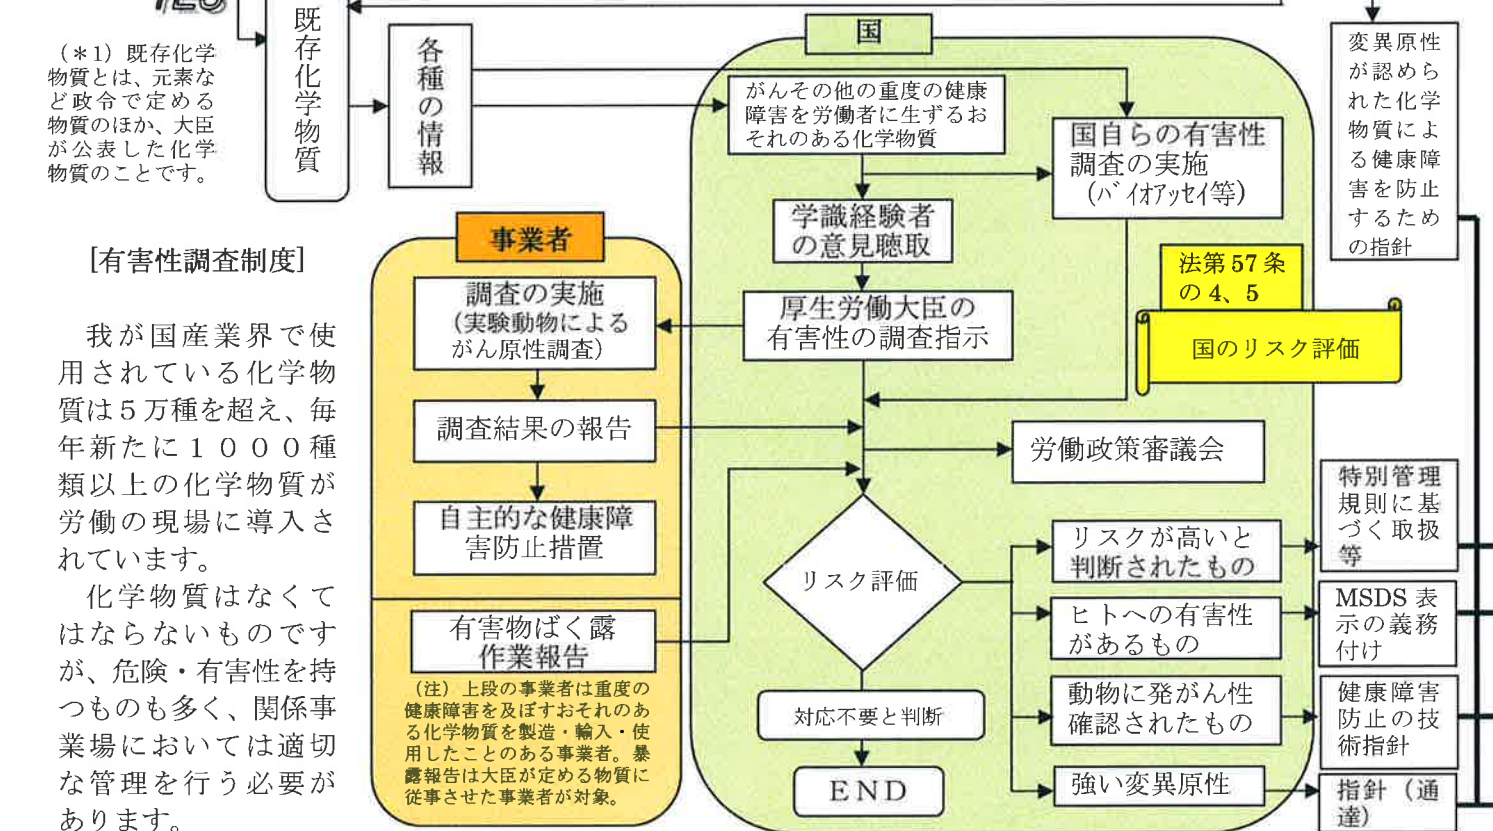 YES
既存化学物質
（＊1）既存化学
物質とは、元素な
ど政令で定める
物質のほか、大臣
が公表した化学
物質のことです。
各種の情報
国
がんその他の重度の健康
障害を労働者に生ずるお
それのある化学物質
国自らの有害性
調査の実施
（ﾊﾞｲｵｱｯｾｲ等）
変異原性
が認めら
れた化学
物質によ
る健康障
害を防止
するため
の指針
学識経験者
の意見聴取
厚生労働大臣の
有害性の調査指示
法第 57 条
の 4、5
国のリスク評価
事業者
調査の実施
（実験動物による
がん原性調査）
調査結果の報告
自主的な健康障
害防止措置
有害物ばく露
作業報告
（注）上段の事業者は重度の
健康障害を及ぼすおそれのあ
る化学物質を製造・輸入・使
用したことのある事業者。暴
露報告は大臣が定める物質に
従事させた事業者が対象。
[有害性調査制度]
我が国産業界で使
用されている化学物
質は５万種を超え、毎
年新たに１０００種
類以上の化学物質が
労働の現場に導入さ
れています。
化学物質はなくて
はならないものです
が、危険・有害性を持
つものも多く、関係事
業場においては適切
な管理を行う必要が
あります。
労働政策審議会
リスク評価
対応不要と判断
END
リスクが高いと
判断されたもの
ヒトへの有害性
があるもの
動物に発がん性
確認されたもの
強い変異原性
特別管理
規則に基
づく取扱
等
MSDS 表
示の義務
付け
健康障害
防止の技
術指針
指針（通
達）